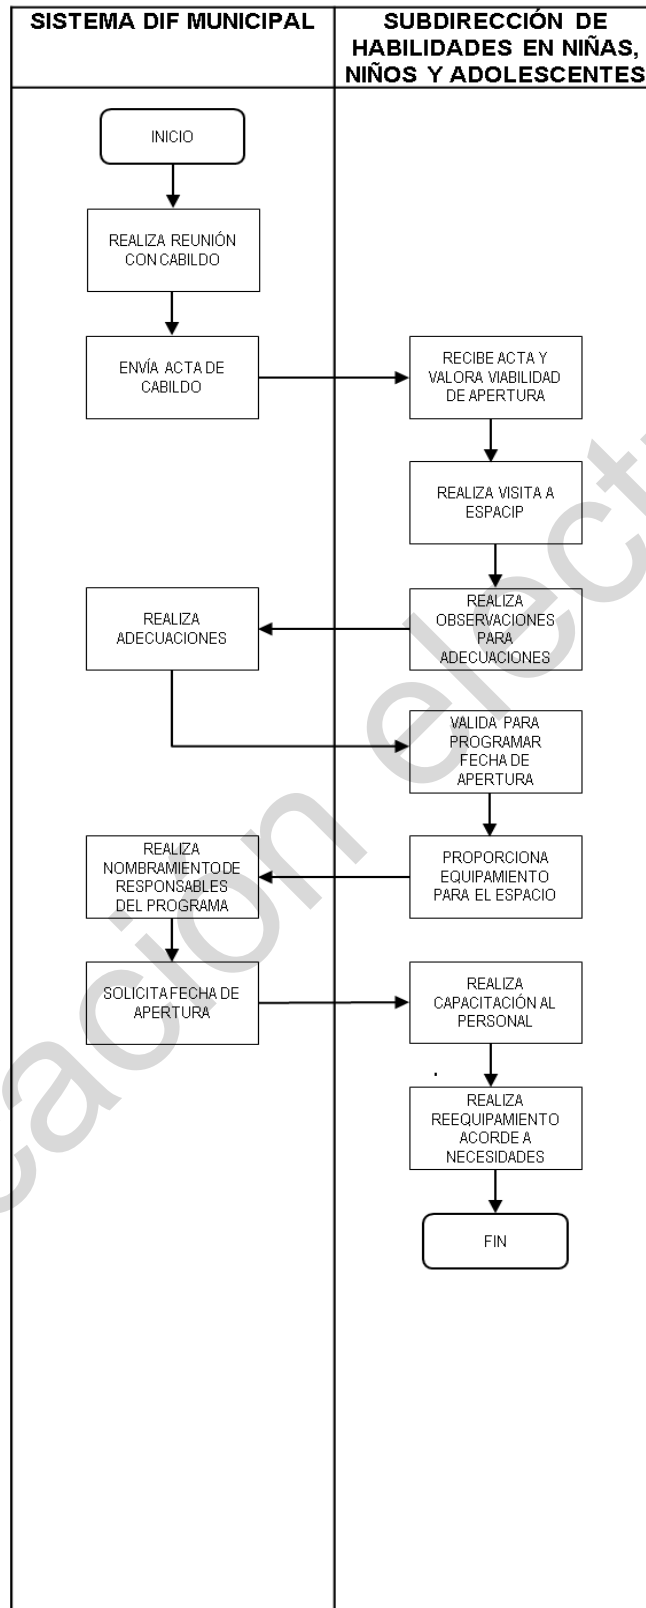 SISTEMA DIF MUNICIPAL
SUBDIRECCIÓN DE
HABILIDADES EN NIÑAS,
NIÑOS Y ADOLESCENTES
INICIO
REALIZA REUNIÓN
CON CABILDO
ENVÍA ACTA DE
CABILDO
RECIBE ACTA Y
VALORA VIABILIDAD
DE APERTURA
REALIZA VISITA A
ESPACIP
REALIZA
OBSERVACIONES
PARA
ADECUACIONES
REALIZA
ADECUACIONES
VALIDA PARA
PROGRAMAR
FECHA DE
APERTURA
PROPORCIONA
EQUIPAMIENTO
PARA EL ESPACIO
REALIZA
NOMBRAMIENTO DE
RESPONSABLES
DEL PROGRAMA
SOLICITA FECHA DE
APERTURA
REALIZA
CAPACITACIÓN AL
PERSONAL
.
REALIZA
REEQUIPAMIENTO
ACORDE A
NECESIDADES
FIN
cación elect